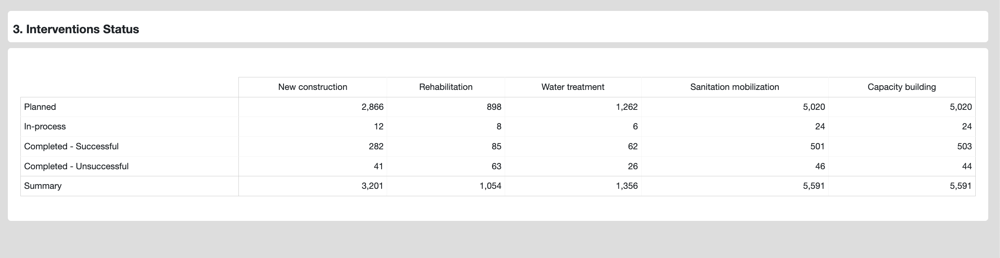 3. Interventions Status
New construction Rehabilitation Water treatment Sanitation mobilization Capacity building
Planned 2,866 898 1,262 5,020 5,020
In-process 12 8 6 24 24
Completed - Successful 282 85 62 501 503
Completed - Unsuccessful 41 63 26 46 44
Summary 3,201 1,054 1,356 5,591 5,591